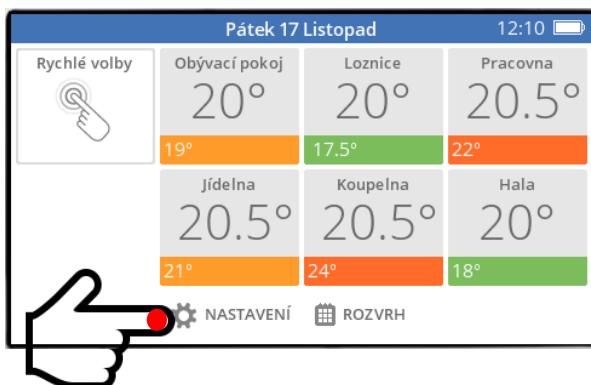 Pátek 17 Listopad 12:10
Rychlé volby
Obývací pokoj
20°
19°
Loznice
20°
17.5°
Pracovna
20.5°
22°
Jídelna
20.5°
21°
Koupelna
20.5°
24°
Hala
20°
18°
NASTAVENÍ ROZVRH